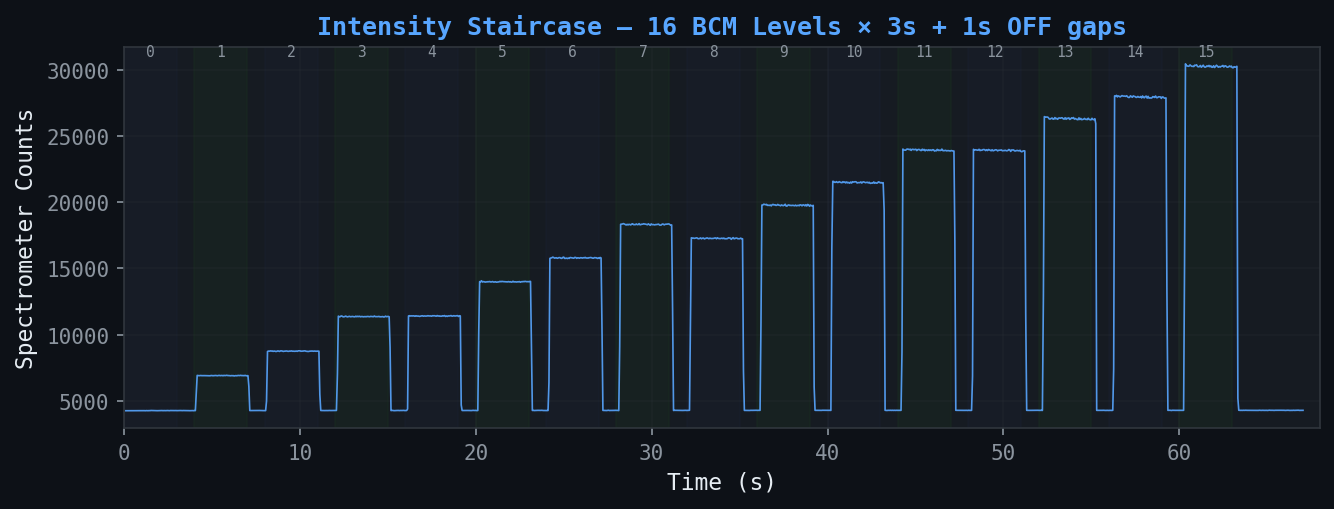 Intensity Staircase — 16 BCM Levels × 3s + 1s OFF gaps
0 1 2 3 4 5 6 7 8 9 10 11 12 13 14 15
30000
25000
20000
15000
10000
5000
Spectrometer Counts
0 10 20 30 40 50 60
Time (s)